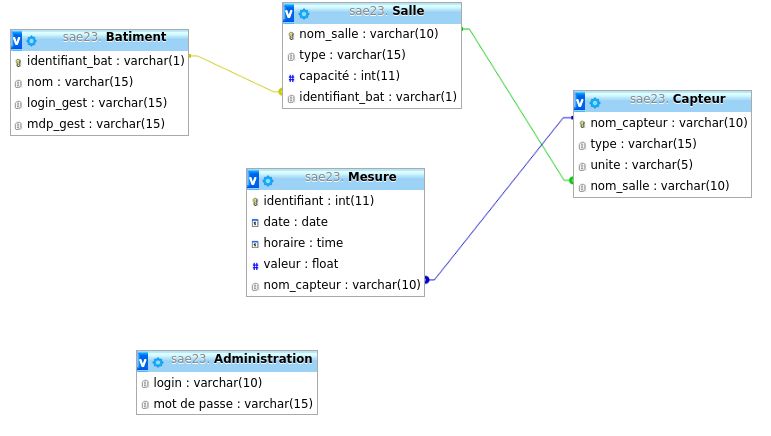 sae23. Batiment
identifiant_bat : varchar(1)
nom : varchar(15)
login_gest : varchar(15)
mdp_gest : varchar(15)
sae23. Salle
nom_salle : varchar(10)
type : varchar(15)
capacité : int(11)
identifiant_bat : varchar(1)
sae23. Capteur
nom_capteur : varchar(10)
type : varchar(15)
unite : varchar(5)
nom_salle : varchar(10)
sae23. Mesure
identifiant : int(11)
date : date
horaire : time
valeur : float
nom_capteur : varchar(10)
sae23. Administration
login : varchar(10)
mot de passe : varchar(15)